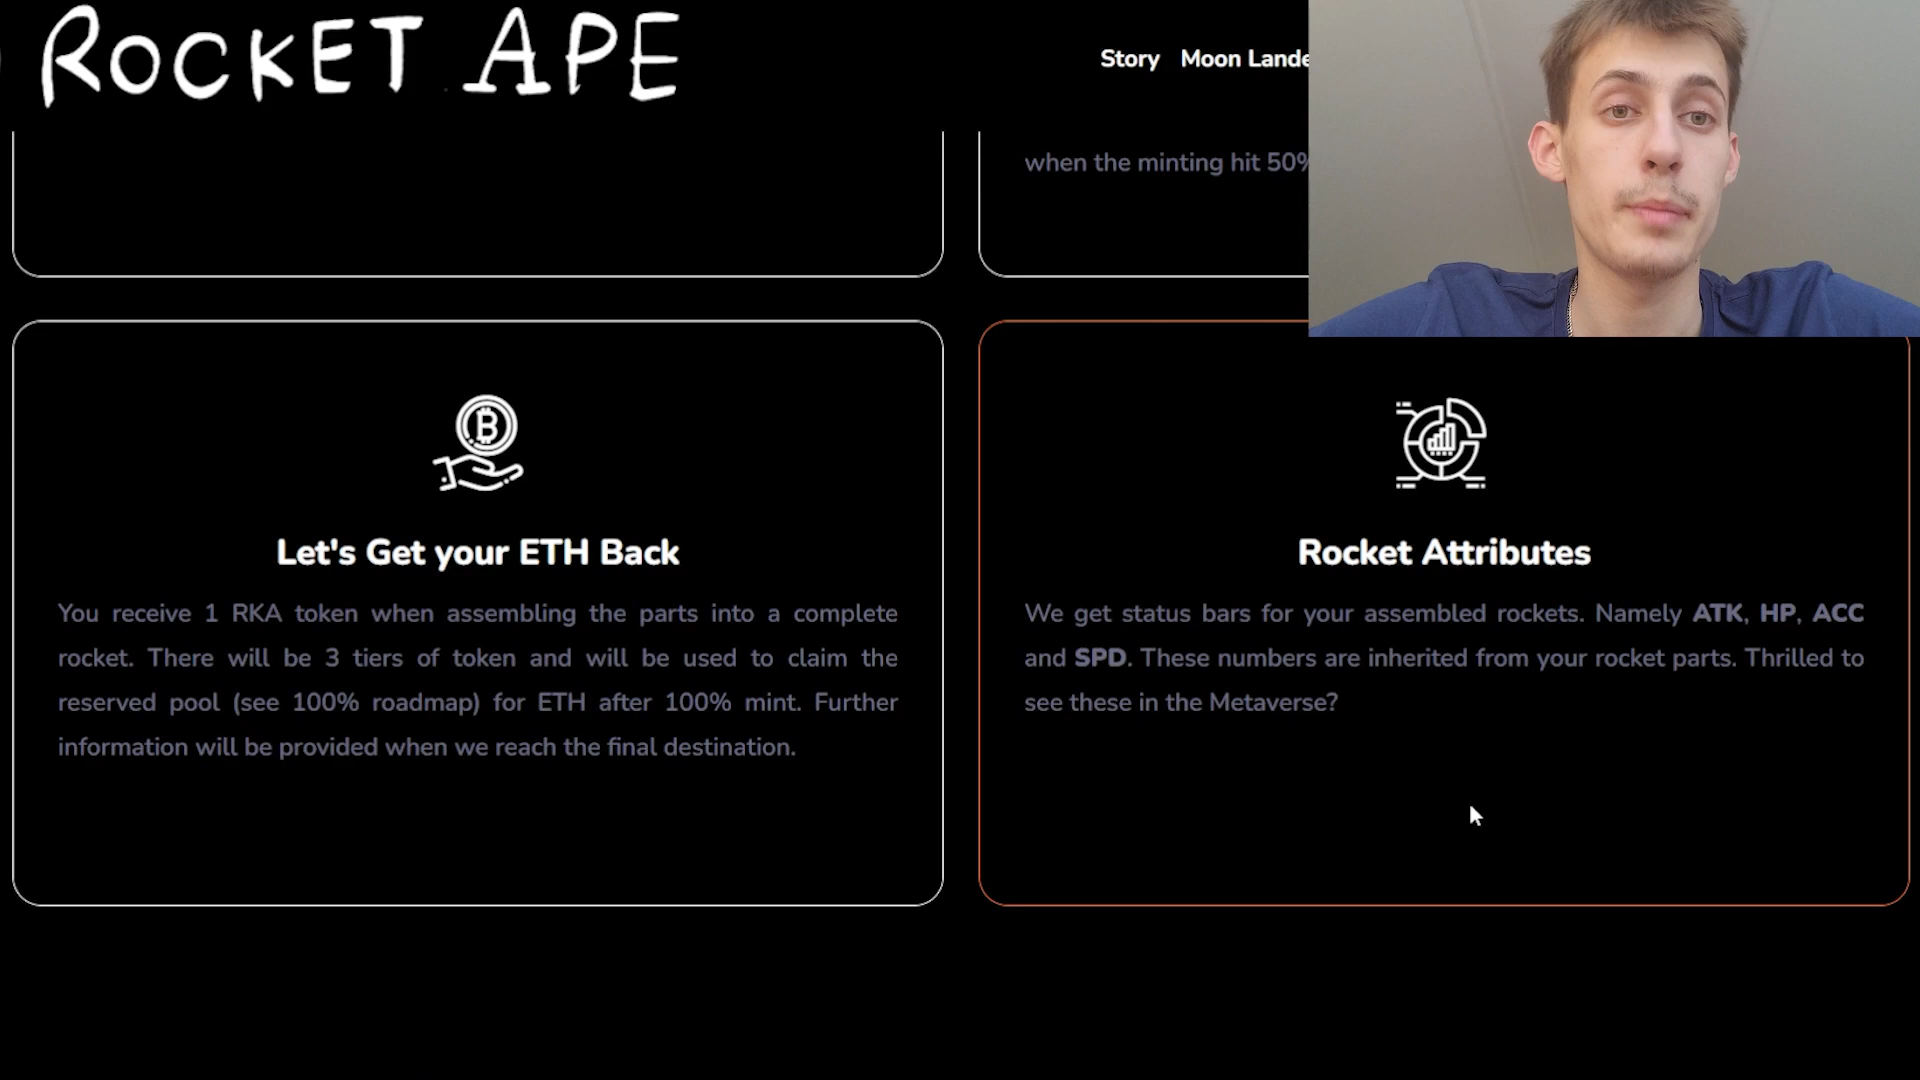 ROCKET APE
Story Moon Lande
when the minting hit 50%
Let's Get your ETH Back
You receive 1 RKA token when assembling the parts into a complete
rocket. There will be 3 tiers of token and will be used to claim the
reserved pool (see 100% roadmap) for ETH after 100% mint. Further
information will be provided when we reach the final destination.
Rocket Attributes
We get status bars for your assembled rockets. Namely ATK, HP, ACC
and SPD. These numbers are inherited from your rocket parts. Thrilled to
see these in the Metaverse?